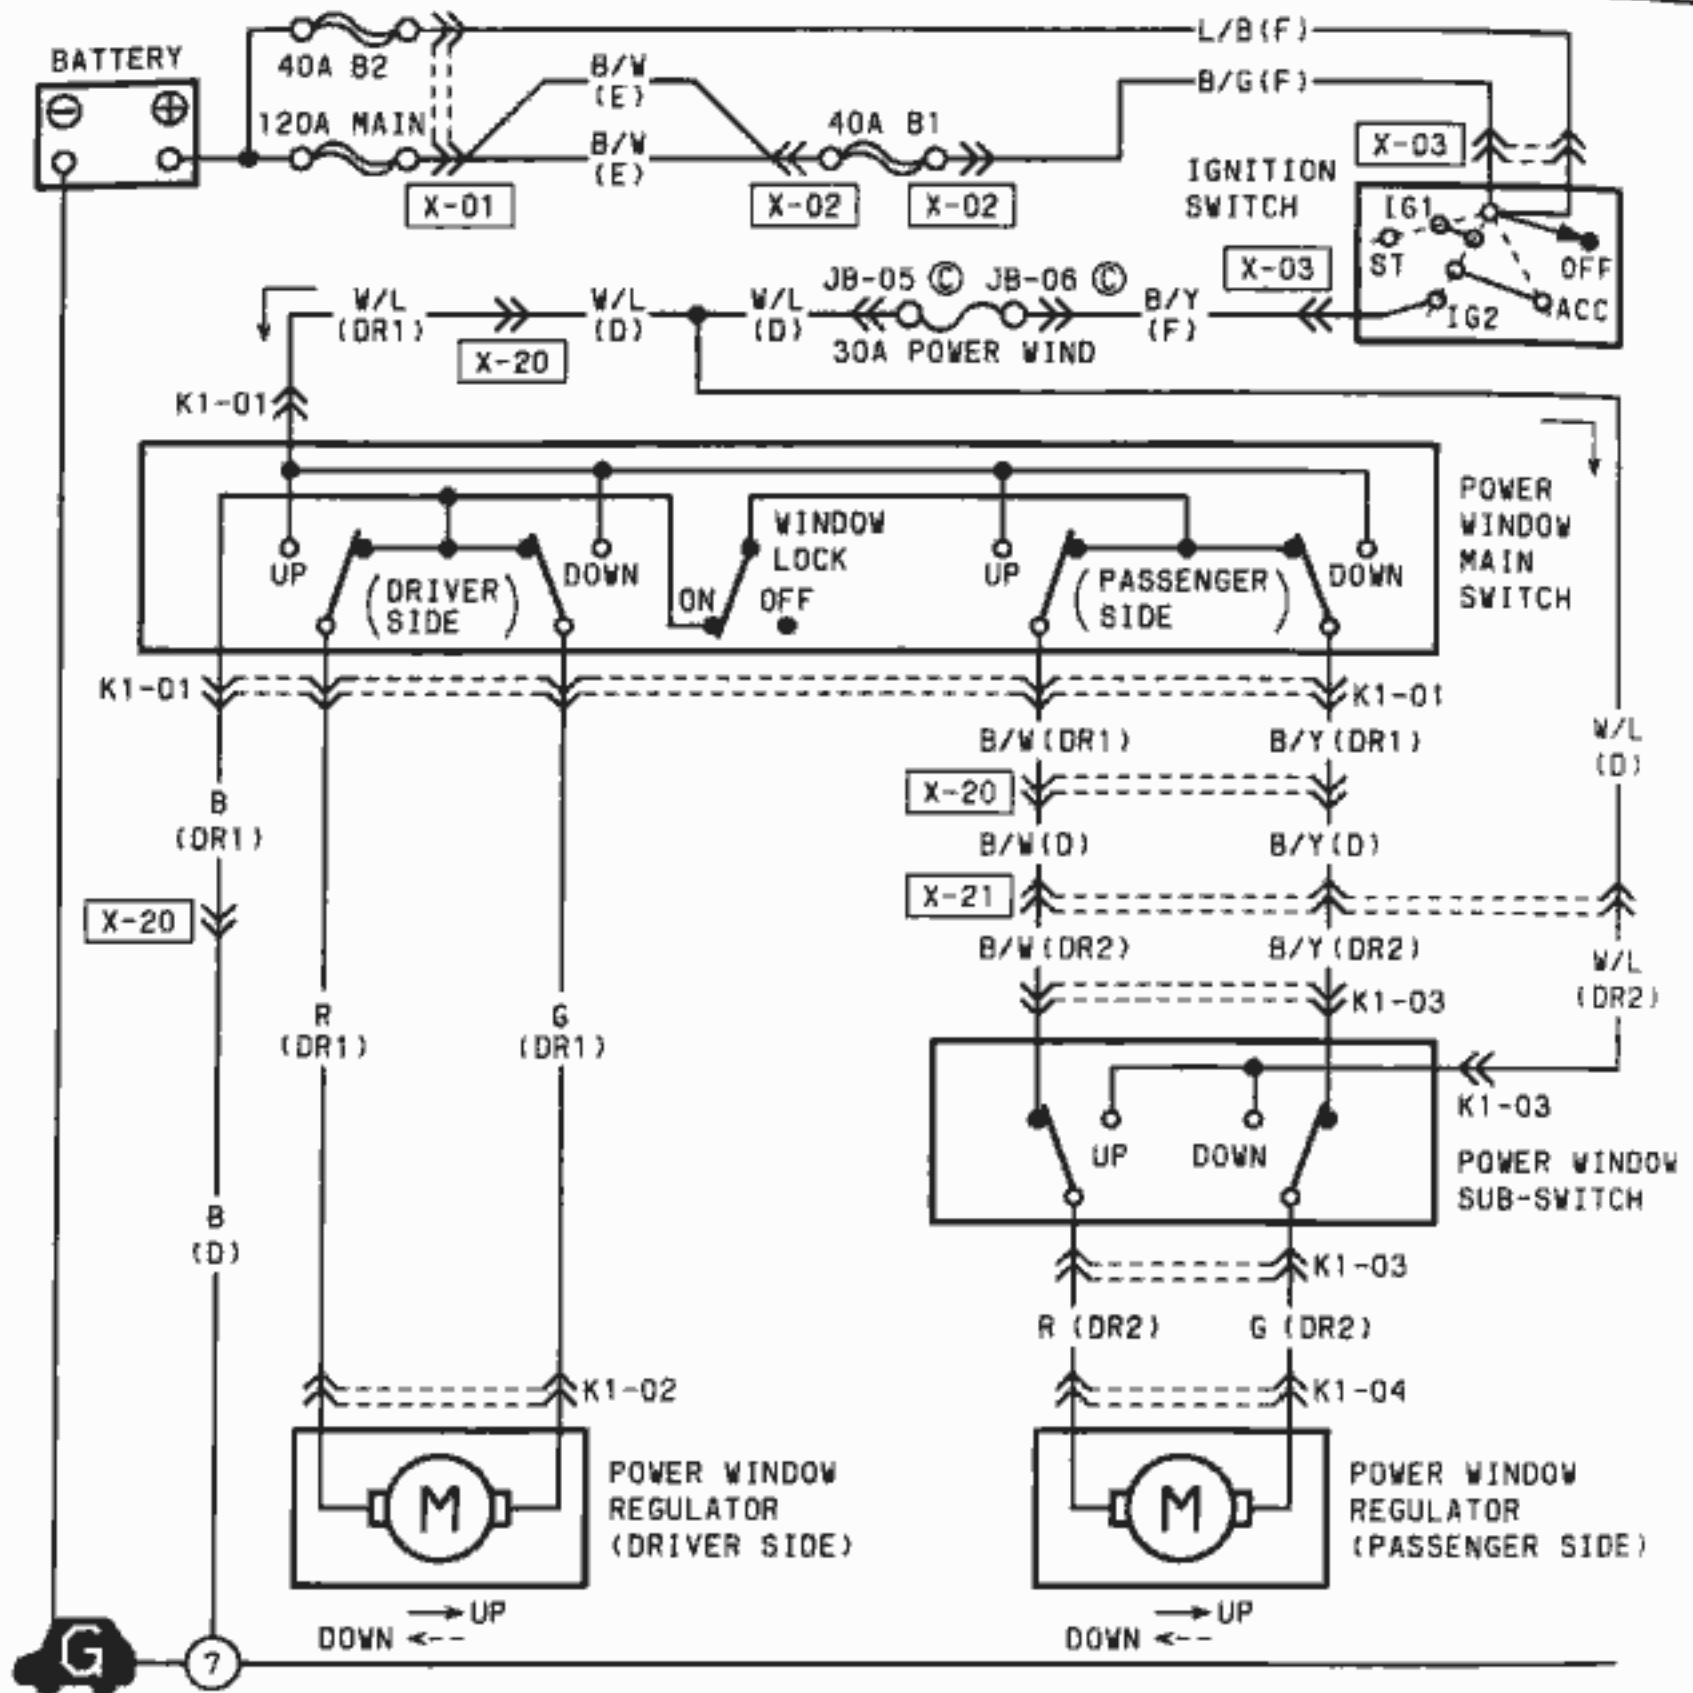 L/B(F)
BATTERY
40A B2
B/W
(E)
B/G(F)
120A MAIN
B/W
(E)
40A B1
X-03
X-01
X-02
X-02
IGNITION
SWITCH
IG1
ST
OFF
IG2
ACC
X-03
W/L
(DR1)
W/L
(D)
W/L
(D)
JB-05 Ⓒ JB-06 Ⓒ
B/Y
(F)
30A POWER WIND
X-20
K1-01
POWER
WINDOW
MAIN
SWITCH
WINDOW
LOCK
UP
(DRIVER
SIDE)
DOWN
ON
OFF
UP
(PASSENGER
SIDE)
DOWN
K1-01
K1-01
B/W(DR1)
B/Y(DR1)
W/L
(D)
X-20
B
(DR1)
B/W(D)
B/Y(D)
X-21
X-20
B/W(DR2)
B/Y(DR2)
W/L
(DR2)
K1-03
R
(DR1)
G
(DR1)
K1-03
UP
DOWN
POWER WINDOW
SUB-SWITCH
B
(D)
K1-03
R (DR2)
G (DR2)
K1-02
K1-04
M
POWER WINDOW
REGULATOR
(DRIVER SIDE)
M
POWER WINDOW
REGULATOR
(PASSENGER SIDE)
UP
DOWN
UP
DOWN
G
7